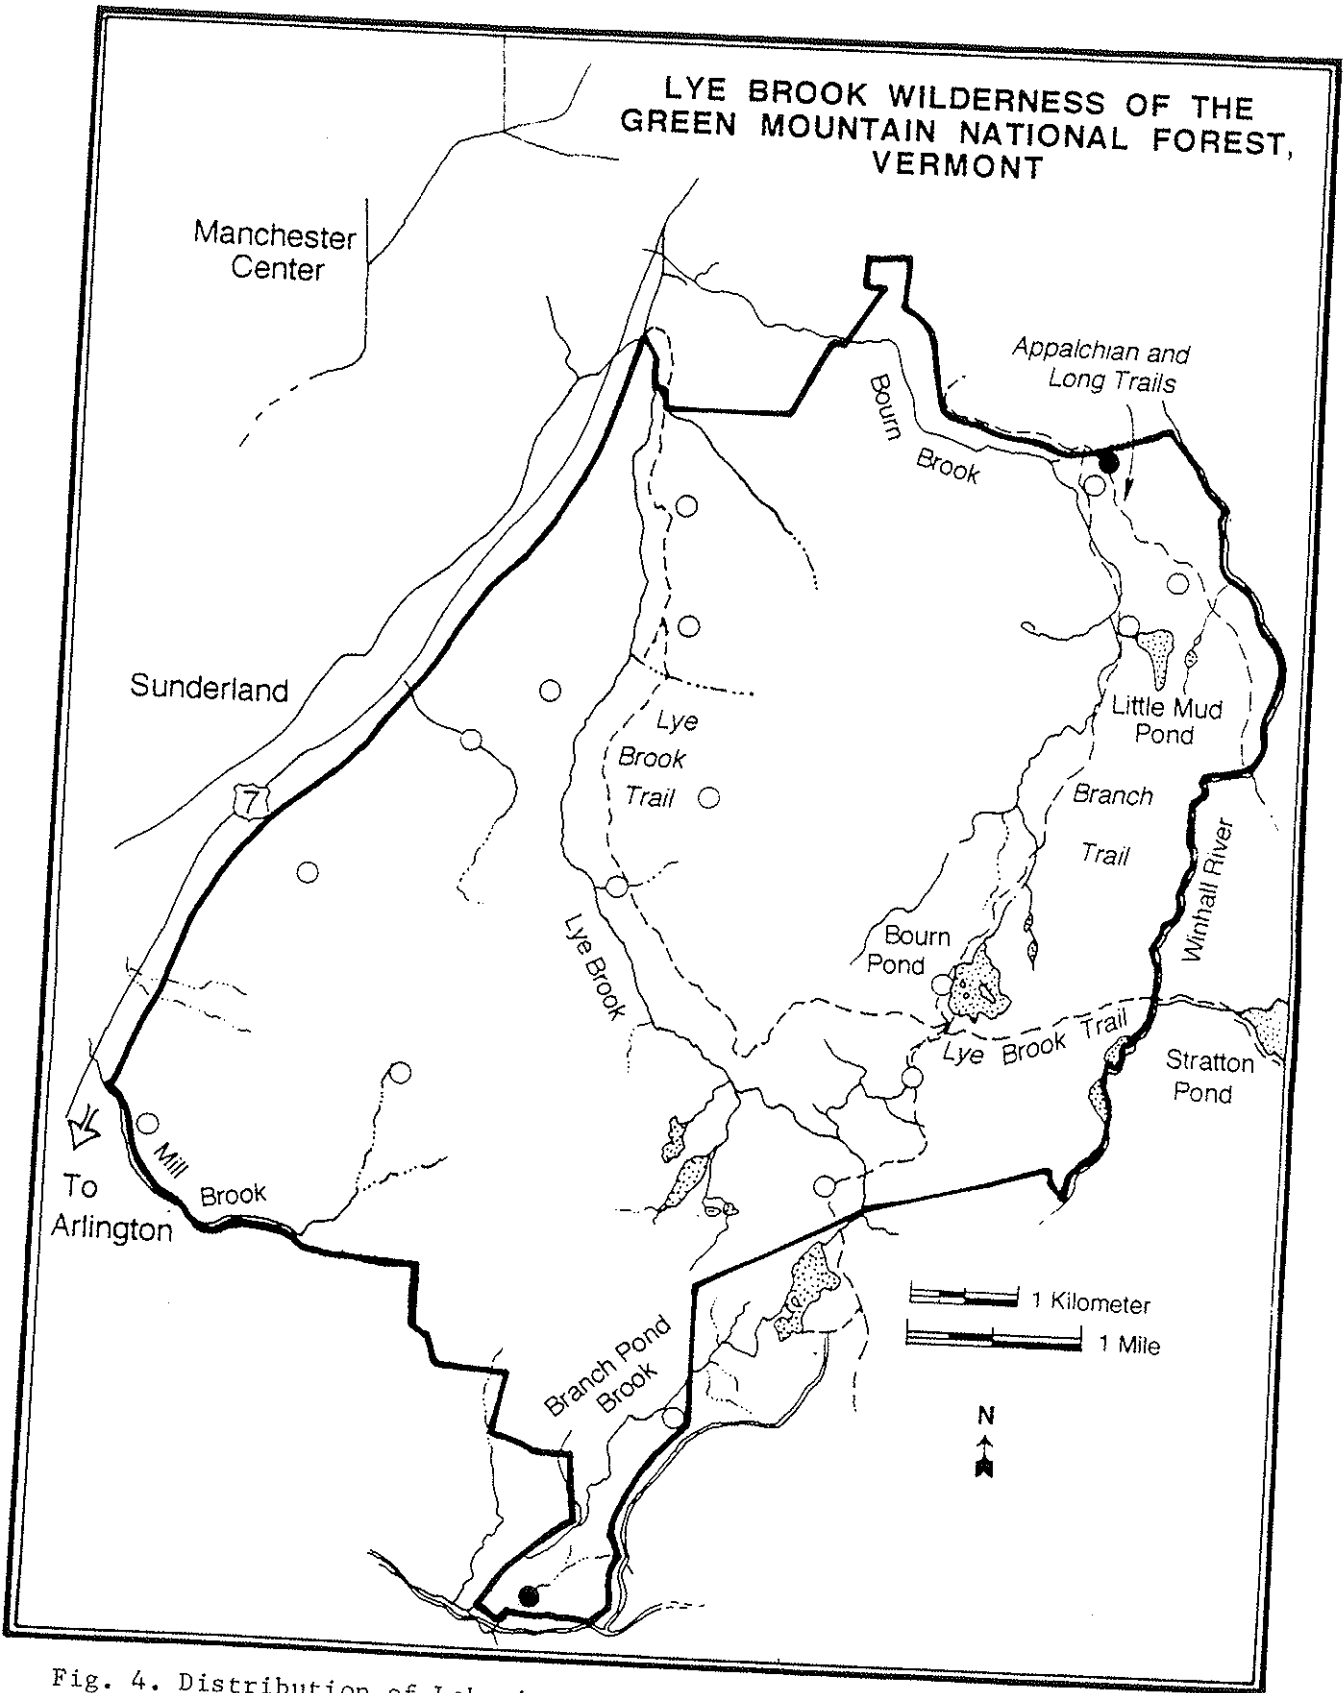 LYE BROOK WILDERNESS OF THE
GREEN MOUNTAIN NATIONAL FOREST,
VERMONT
Manchester
Center
Appalchian and
Long Trails
Bourn
Brook
Sunderland
Lye
Brook
Trail
Little Mud
Pond
7
Branch
Trail
Winhall River
Lye Brook
Bourn
Pond
Lye Brook Trail
Stratton
Pond
Mill
Brook
To
Arlington
1 Kilometer
1 Mile
Branch Pond
Brook
N
Fig. 4. Distribution of